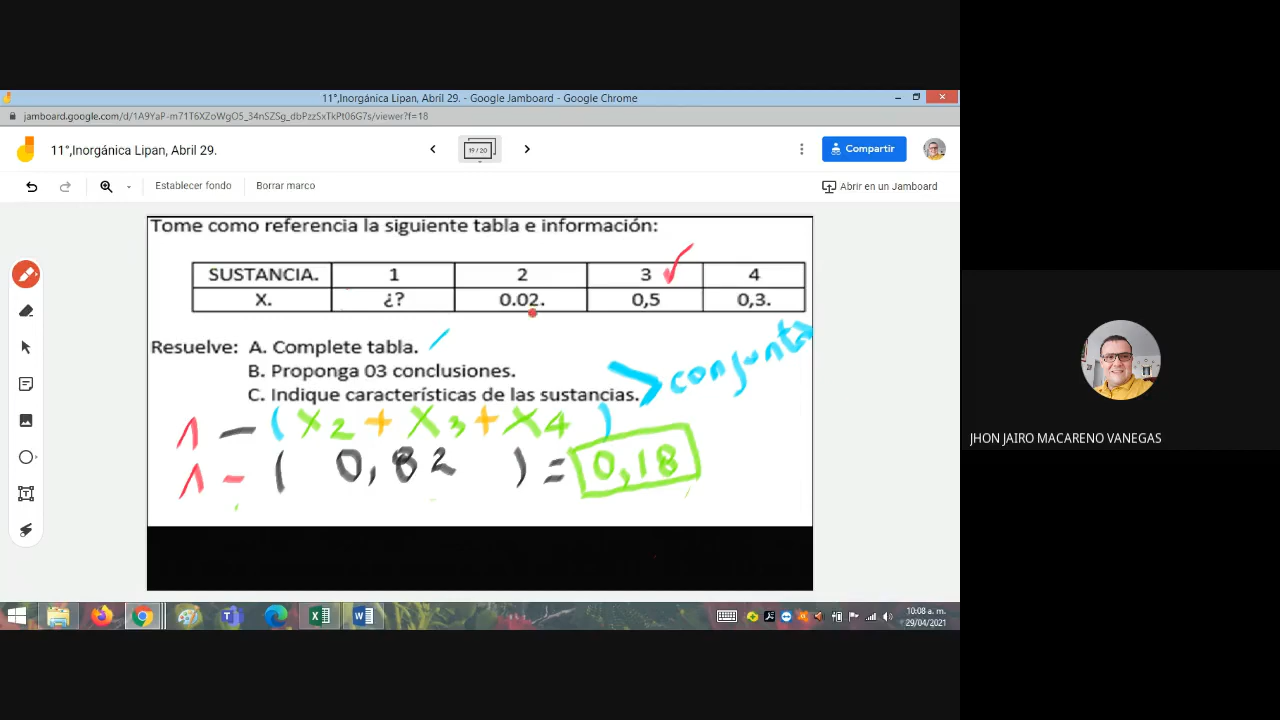 11°,Inorgánica Lipan, Abríl 29. - Google Jamboard - Google Chrome
jamboard.google.com/d/1A9YaP-m71T6XZoWgO5_34nSZSg_dbPzzSxTkPt06G7s/viewer?f=18
11°,Inorgánica Lipan, Abríl 29.
19 / 20
Compartir
Establecer fondo
Borrar marco
Abrir en un Jamboard
Tome como referencia la siguiente tabla e información:
SUSTANCIA. 1 2 3 4
X. ¿? 0.02. 0,5 0,3.
Resuelve: A. Complete tabla.
B. Proponga 03 conclusiones.
C. Indique características de las sustancias.
conjunta
1 - ( X2 + X3 + X4 )
1 - ( 0,82 ) = 0,18
JHON JAIRO MACARENO VANEGAS
10:08 a. m.
29/04/2021